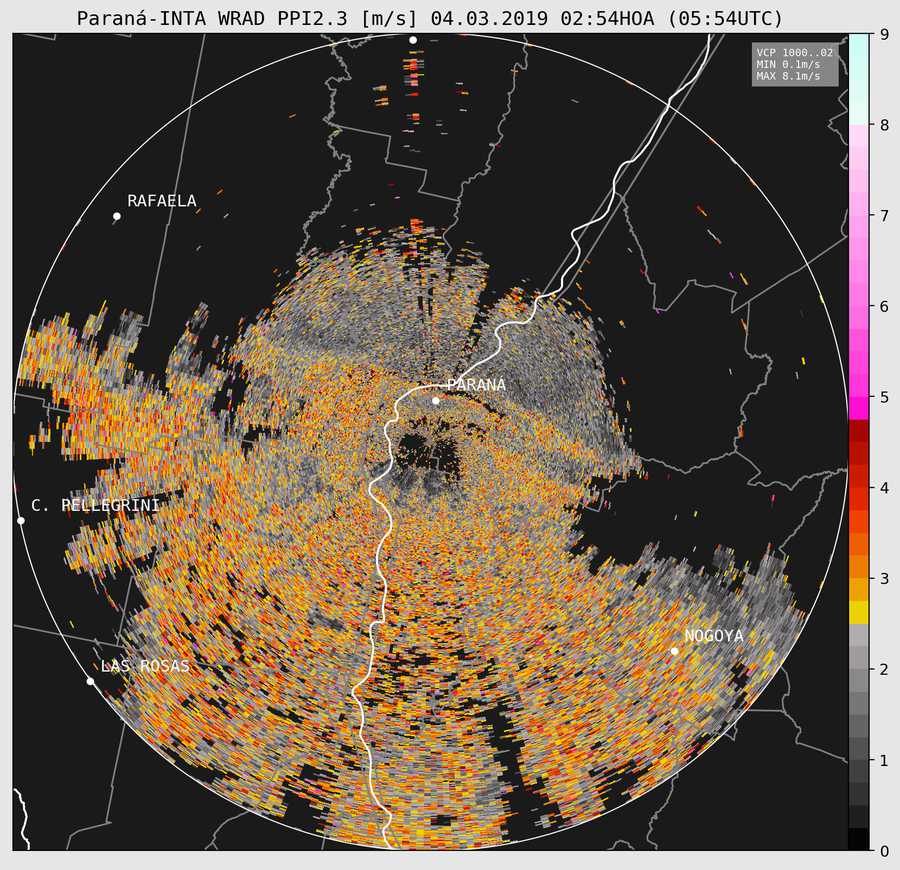 Paraná-INTA WRAD PPI2.3 [m/s] 04.03.2019 02:54HOA (05:54UTC)
VCP 1000..02
MIN 0.1m/s
MAX 8.1m/s
9
8
7
6
5
4
3
2
1
0
RAFAELA
PARANA
C. PELLEGRINI
NOGOYA
LAS ROSAS